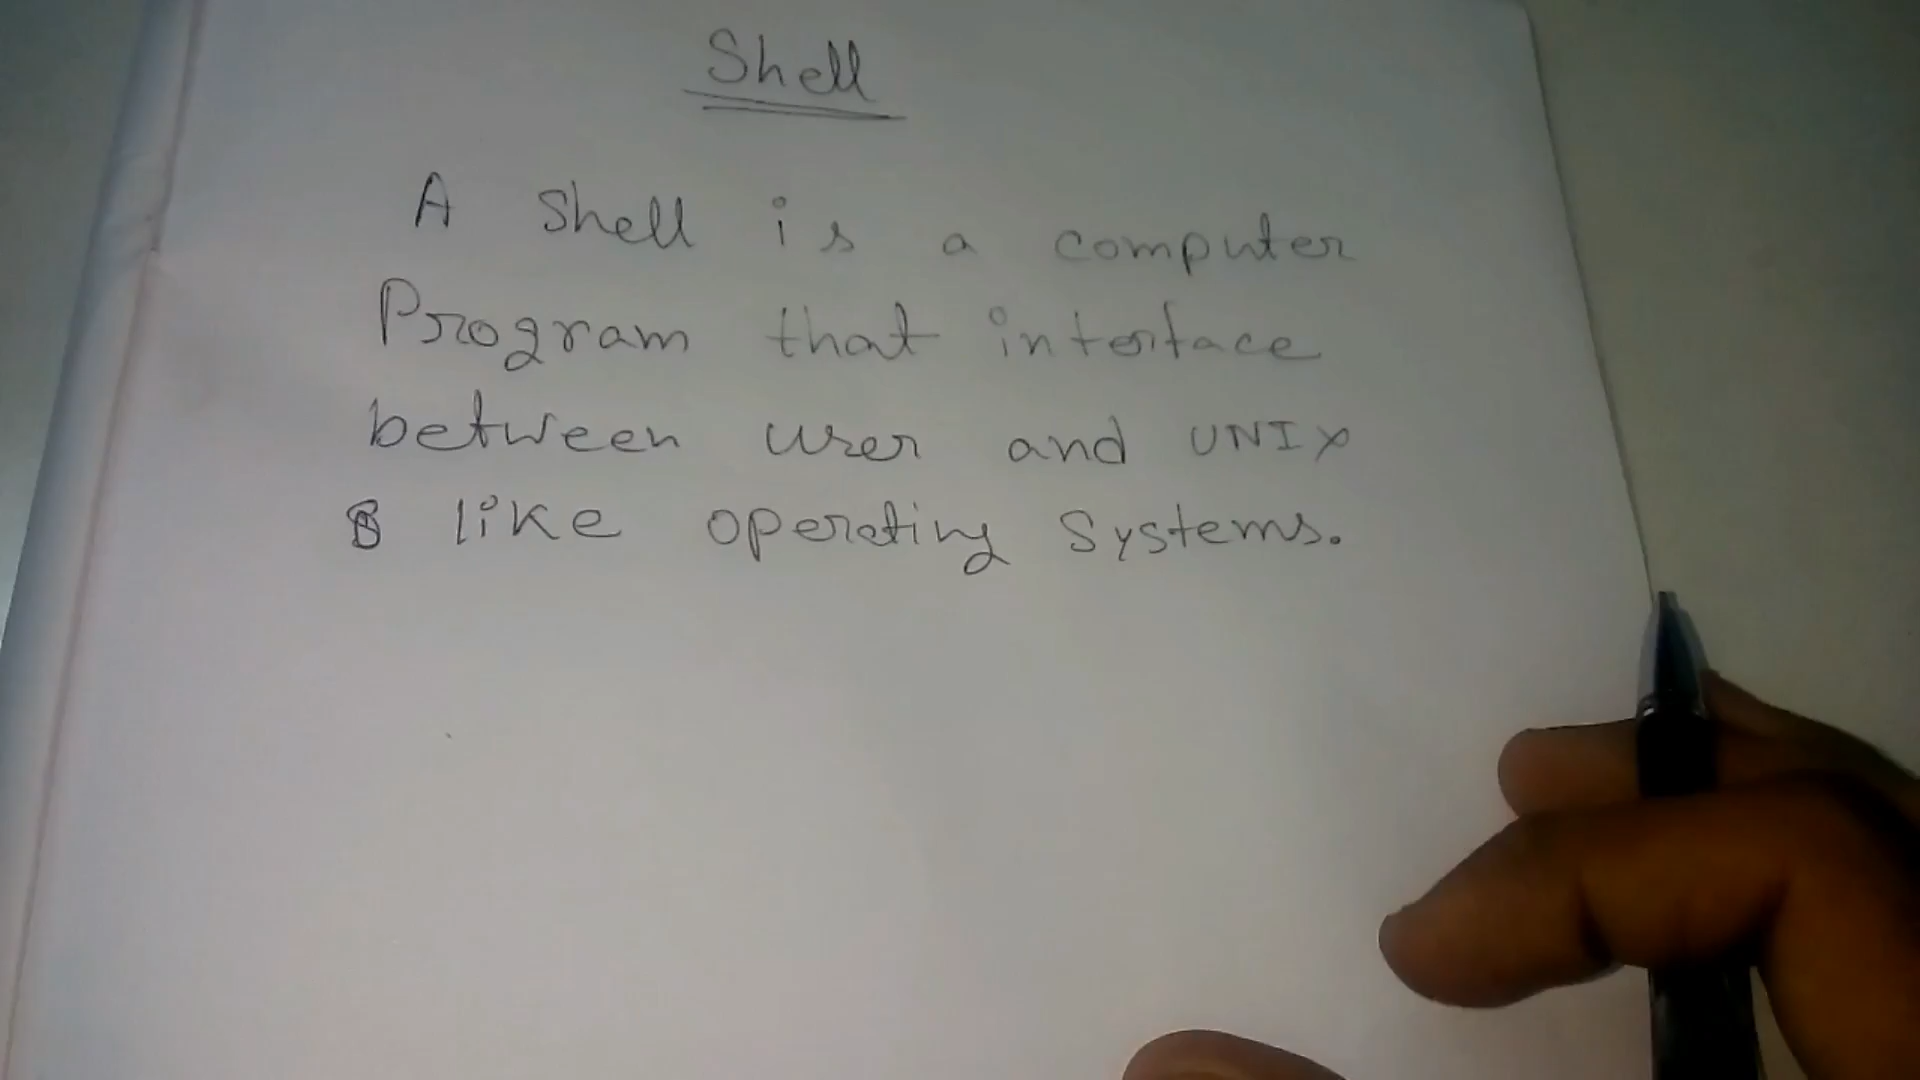 Shell
A Shell is a computer
Program that interface
between user and UNIX
like operating Systems.